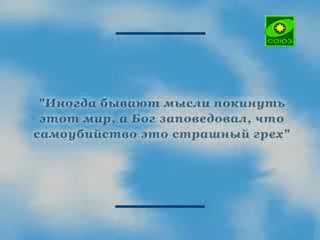 СОЮЗ
"Иногда бывают мысли покинуть
этот мир, а Бог заповедовал, что
самоубийство это страшный грех"